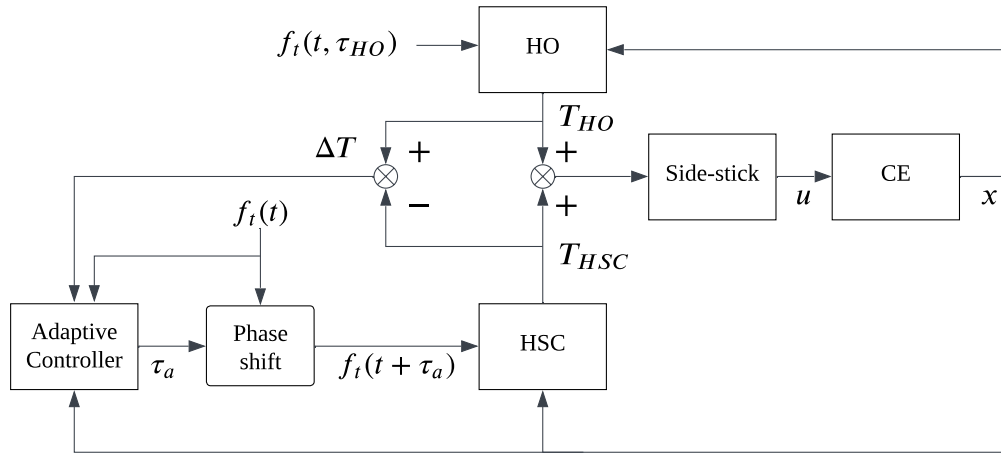 f_t(t, τ_HO)
HO
T_HO
ΔT
+
+
−
+
Side-stick
u
CE
x
f_t(t)
T_HSC
Adaptive
Controller
τ_a
Phase
shift
f_t(t + τ_a)
HSC